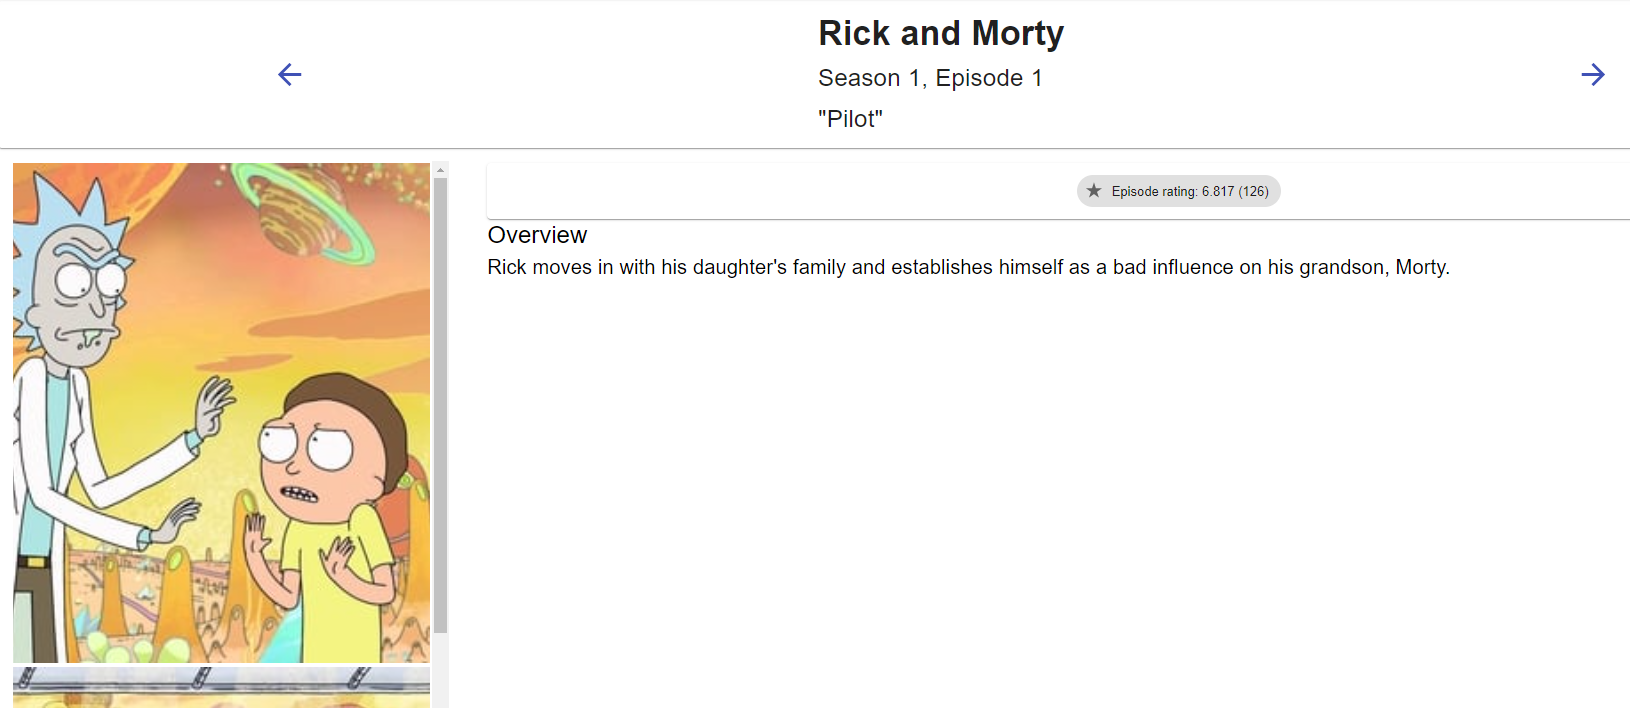 Rick and Morty
Season 1, Episode 1
"Pilot"
Episode rating: 6.817 (126)
Overview
Rick moves in with his daughter's family and establishes himself as a bad influence on his grandson, Morty.